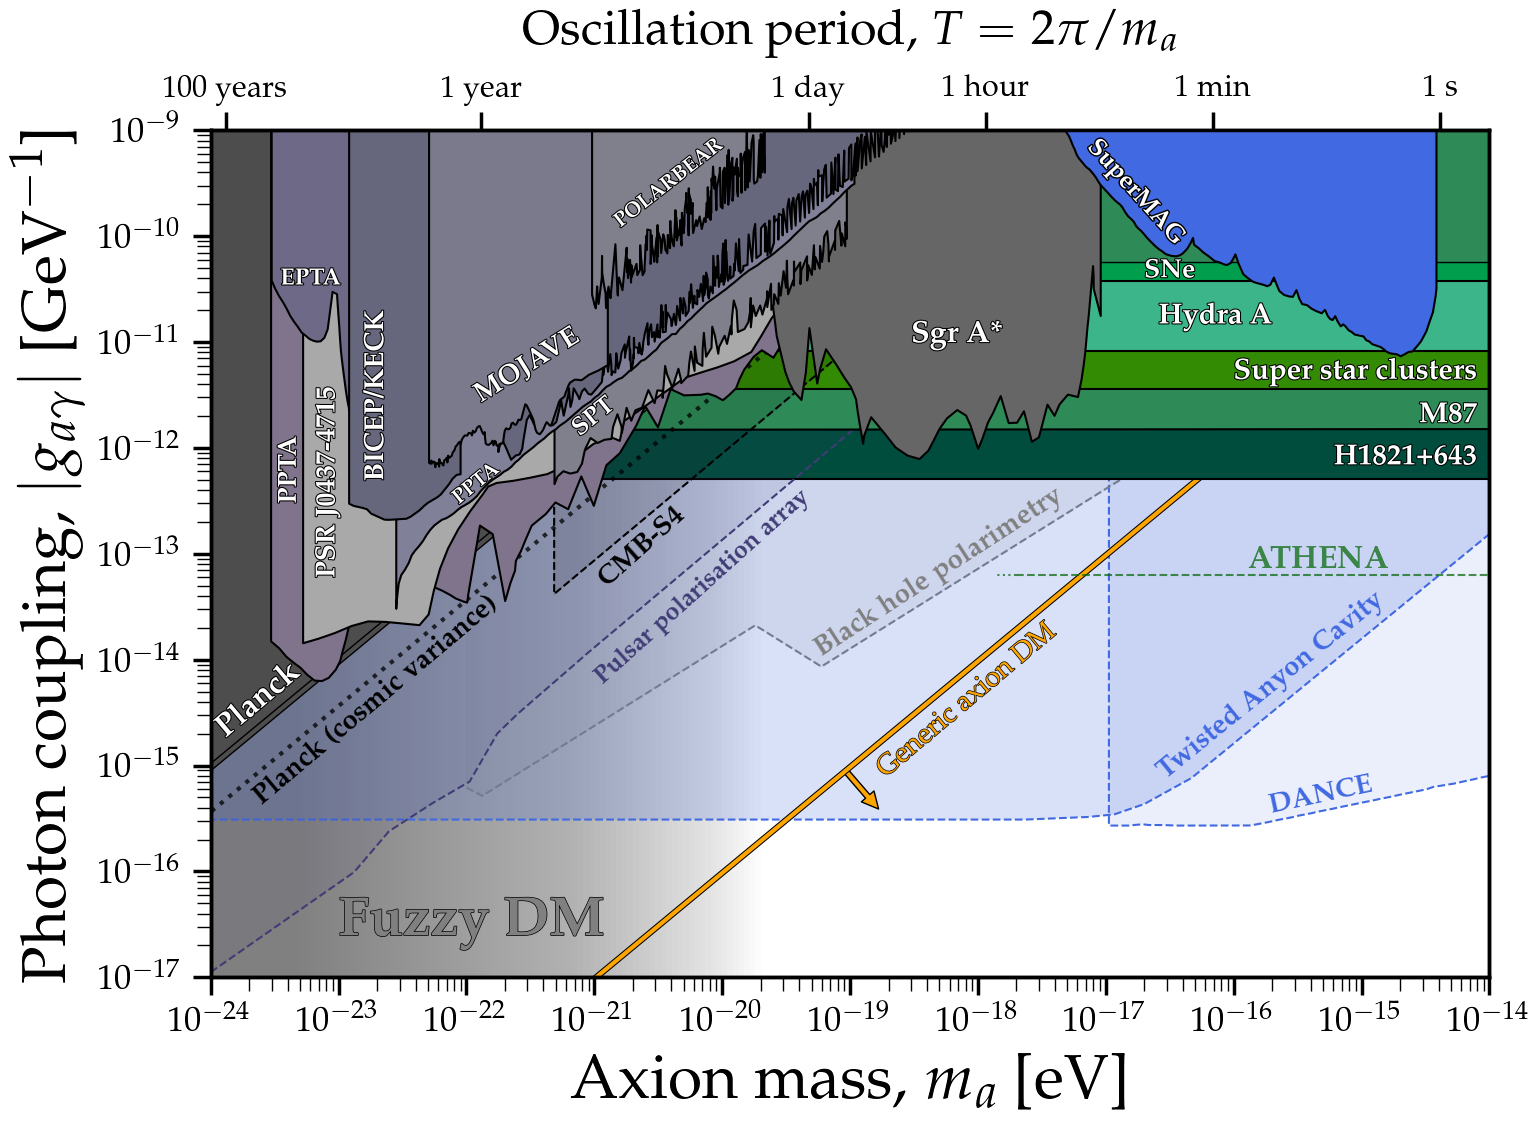 Oscillation period, T = 2π/mₐ
100 years 1 year 1 day 1 hour 1 min 1 s
Photon coupling, |gₐᵧ| [GeV⁻¹]
10⁻⁹
10⁻¹⁰
10⁻¹¹
10⁻¹²
10⁻¹³
10⁻¹⁴
10⁻¹⁵
10⁻¹⁶
10⁻¹⁷
POLARBEAR
SuperMAG
EPTA
SNe
Hydra A
Sgr A*
MOJAVE
BICEP/KECK
Super star clusters
PSR J0437-4715
SPT
M87
PPTA
PPTA
H1821+643
CMB-S4
Pulsar polarisation array
Black hole polarimetry
ATHENA
Planck
Planck (cosmic variance)
Generic axion DM
Twisted Anyon Cavity
DANCE
Fuzzy DM
10⁻²⁴ 10⁻²³ 10⁻²² 10⁻²¹ 10⁻²⁰ 10⁻¹⁹ 10⁻¹⁸ 10⁻¹⁷ 10⁻¹⁶ 10⁻¹⁵ 10⁻¹⁴
Axion mass, mₐ [eV]